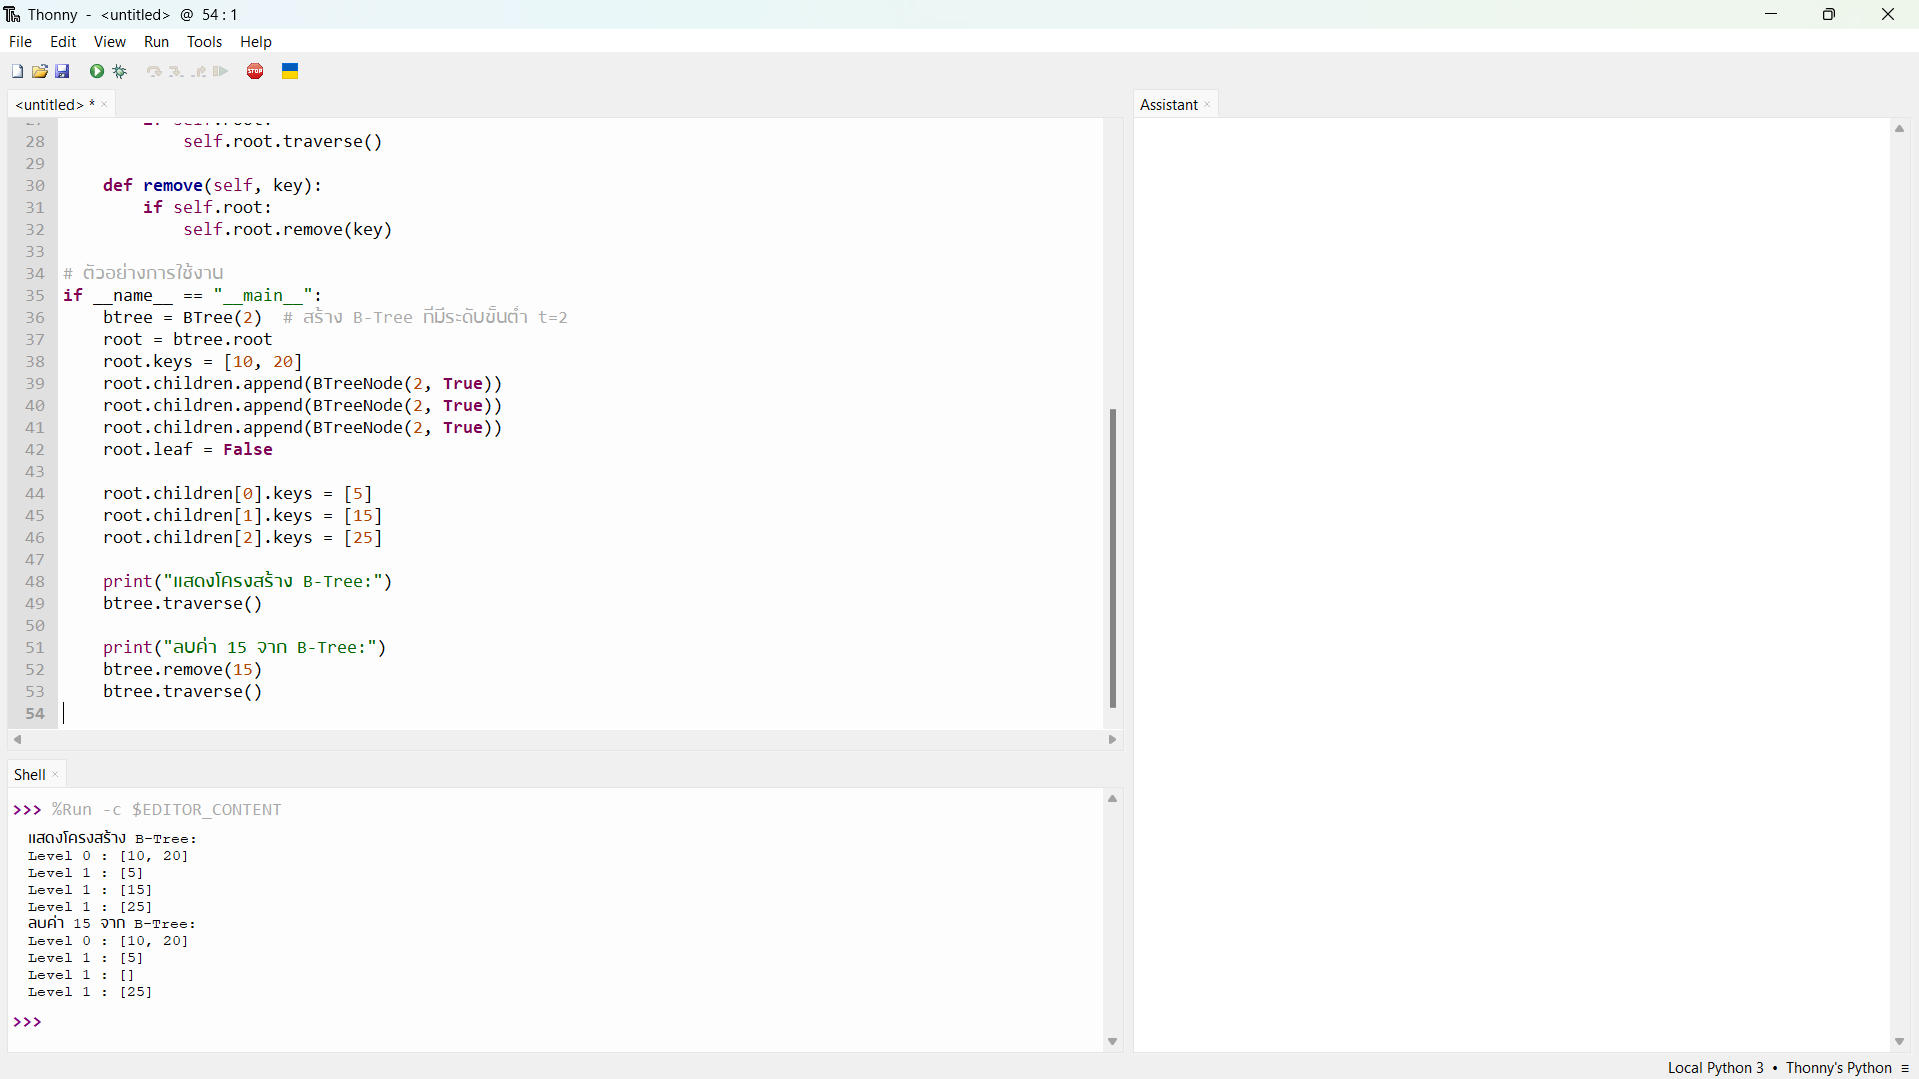 Thonny - <untitled> @ 54 : 1
File Edit View Run Tools Help
<untitled> * ×
28 self.root.traverse()
29
30 def remove(self, key):
31 if self.root:
32 self.root.remove(key)
33
34 # ตัวอย่างการใช้งาน
35 if __name__ == "__main__":
36 btree = BTree(2) # สร้าง B-Tree ที่มีระดับขั้นต่ำ t=2
37 root = btree.root
38 root.keys = [10, 20]
39 root.children.append(BTreeNode(2, True))
40 root.children.append(BTreeNode(2, True))
41 root.children.append(BTreeNode(2, True))
42 root.leaf = False
43
44 root.children[0].keys = [5]
45 root.children[1].keys = [15]
46 root.children[2].keys = [25]
47
48 print("แสดงโครงสร้าง B-Tree:")
49 btree.traverse()
50
51 print("ลบค่า 15 จาก B-Tree:")
52 btree.remove(15)
53 btree.traverse()
54
Shell ×
>>> %Run -c $EDITOR_CONTENT
แสดงโครงสร้าง B-Tree:
Level 0 : [10, 20]
Level 1 : [5]
Level 1 : [15]
Level 1 : [25]
ลบค่า 15 จาก B-Tree:
Level 0 : [10, 20]
Level 1 : [5]
Level 1 : []
Level 1 : [25]
>>>
Assistant ×
Local Python 3 • Thonny's Python ≡